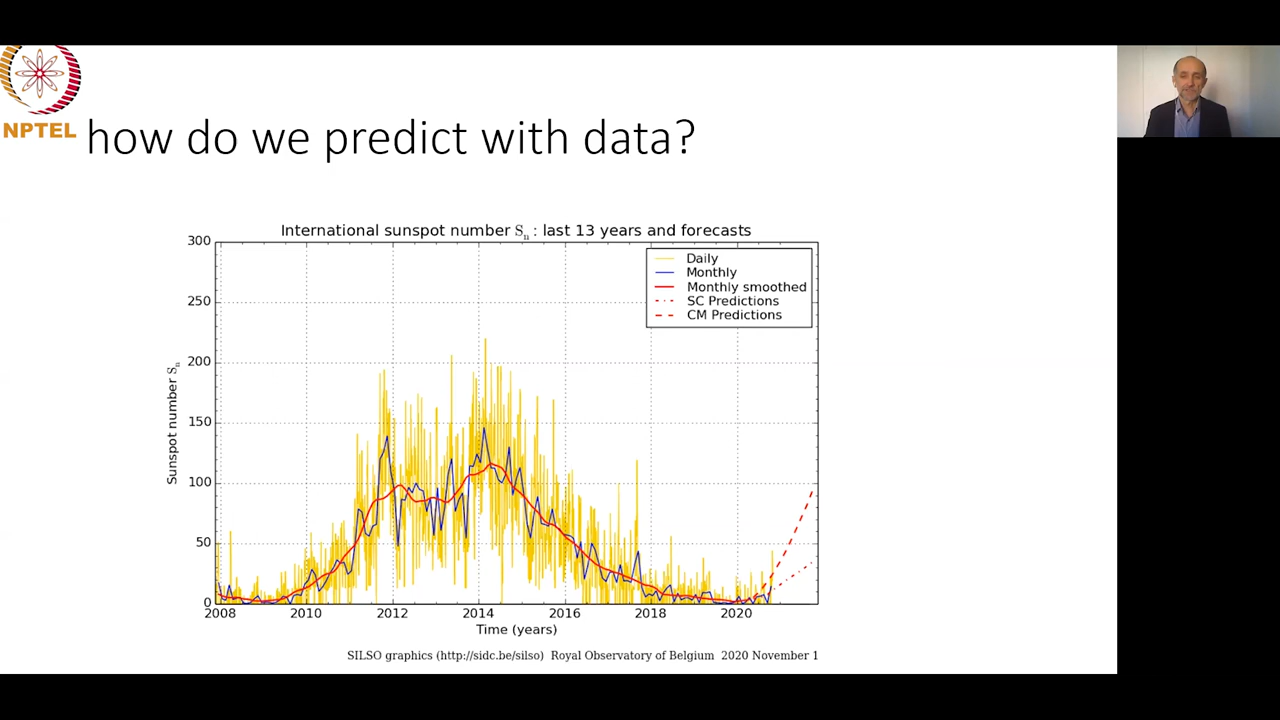 NPTEL
how do we predict with data?
International sunspot number Sn : last 13 years and forecasts
Daily
Monthly
Monthly smoothed
SC Predictions
CM Predictions
Sunspot number Sn
300
250
200
150
100
50
0
2008 2010 2012 2014 2016 2018 2020
Time (years)
SILSO graphics (http://sidc.be/silso) Royal Observatory of Belgium 2020 November 1